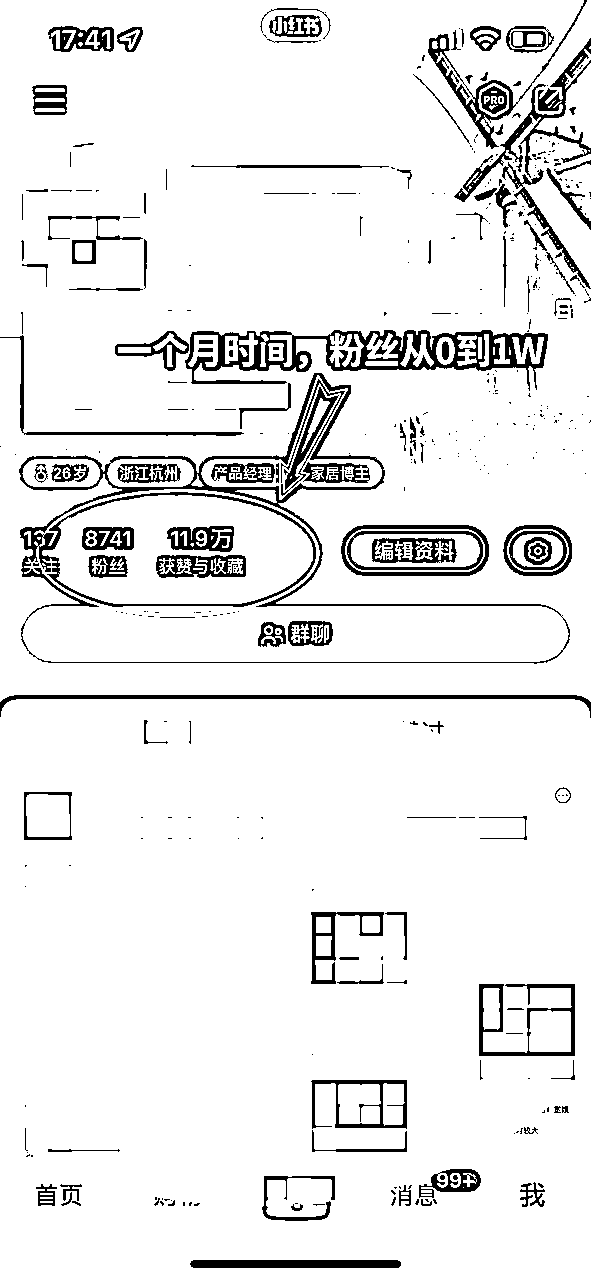 小红书
17:41
PRO
一个月时间，粉丝从0到1W
26岁 浙江杭州 产品经理 家居博主
137 8741 11.9万
关注 粉丝 获赞与收藏 编辑资料
群聊
首页 消息 99+ 我